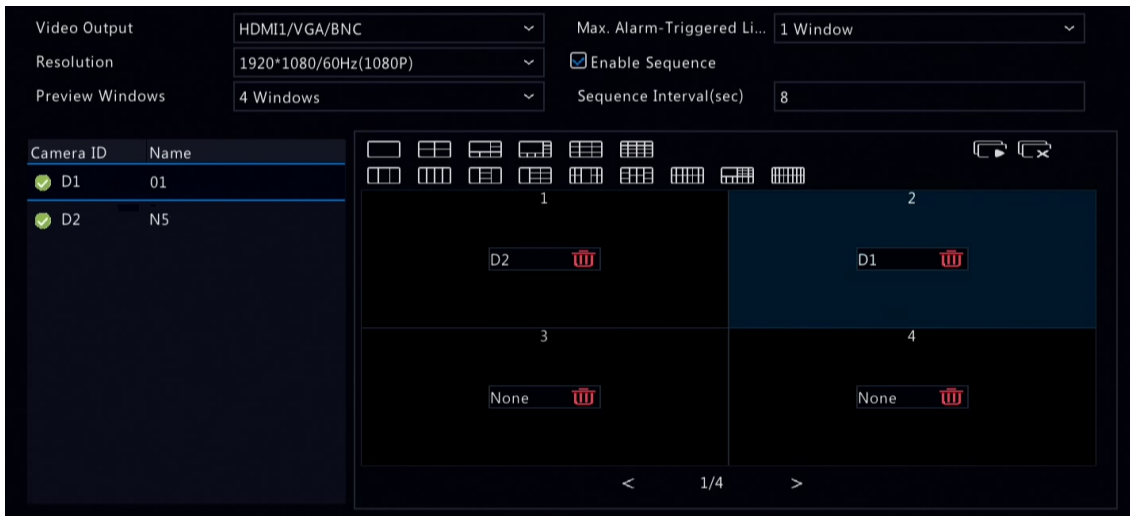 Video Output HDMI1/VGA/BNC Max. Alarm-Triggered Li... 1 Window
Resolution 1920*1080/60Hz(1080P) Enable Sequence
Preview Windows 4 Windows Sequence Interval(sec) 8
Camera ID Name
D1 01
D2 N5
1 2
D2 D1
3 4
None None
< 1/4 >